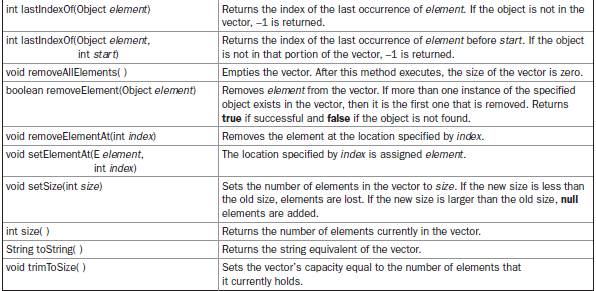 int lastIndexOf(Object element)
Returns the index of the last occurrence of element. If the object is not in the
vector, –1 is returned.
int lastIndexOf(Object element,
int start)
Returns the index of the last occurrence of element before start. If the object
is not in that portion of the vector, –1 is returned.
void removeAllElements( )
Empties the vector. After this method executes, the size of the vector is zero.
boolean removeElement(Object element)
Removes element from the vector. If more than one instance of the specified
object exists in the vector, then it is the first one that is removed. Returns
true if successful and false if the object is not found.
void removeElementAt(int index)
Removes the element at the location specified by index.
void setElementAt(E element,
int index)
The location specified by index is assigned element.
void setSize(int size)
Sets the number of elements in the vector to size. If the new size is less than
the old size, elements are lost. If the new size is larger than the old size, null
elements are added.
int size( )
Returns the number of elements currently in the vector.
String toString( )
Returns the string equivalent of the vector.
void trimToSize( )
Sets the vector's capacity equal to the number of elements that
it currently holds.